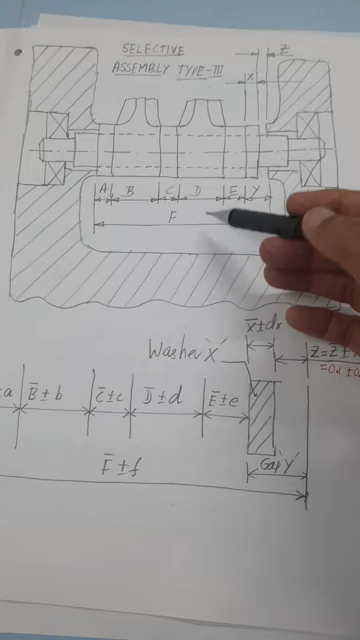 SELECTIVE
ASSEMBLY TYPE-III
Z
X
A B C D E Y
F
X̄±dx
Washer 'X'
±a B̄±b C̄±c D̄±d Ē±e
Gap 'Y'
F̄±f